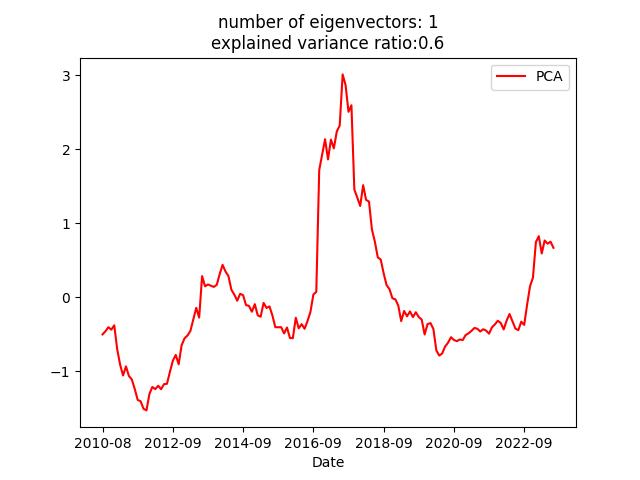 number of eigenvectors: 1
explained variance ratio:0.6
PCA
3
2
1
0
−1
2010-08 2012-09 2014-09 2016-09 2018-09 2020-09 2022-09
Date